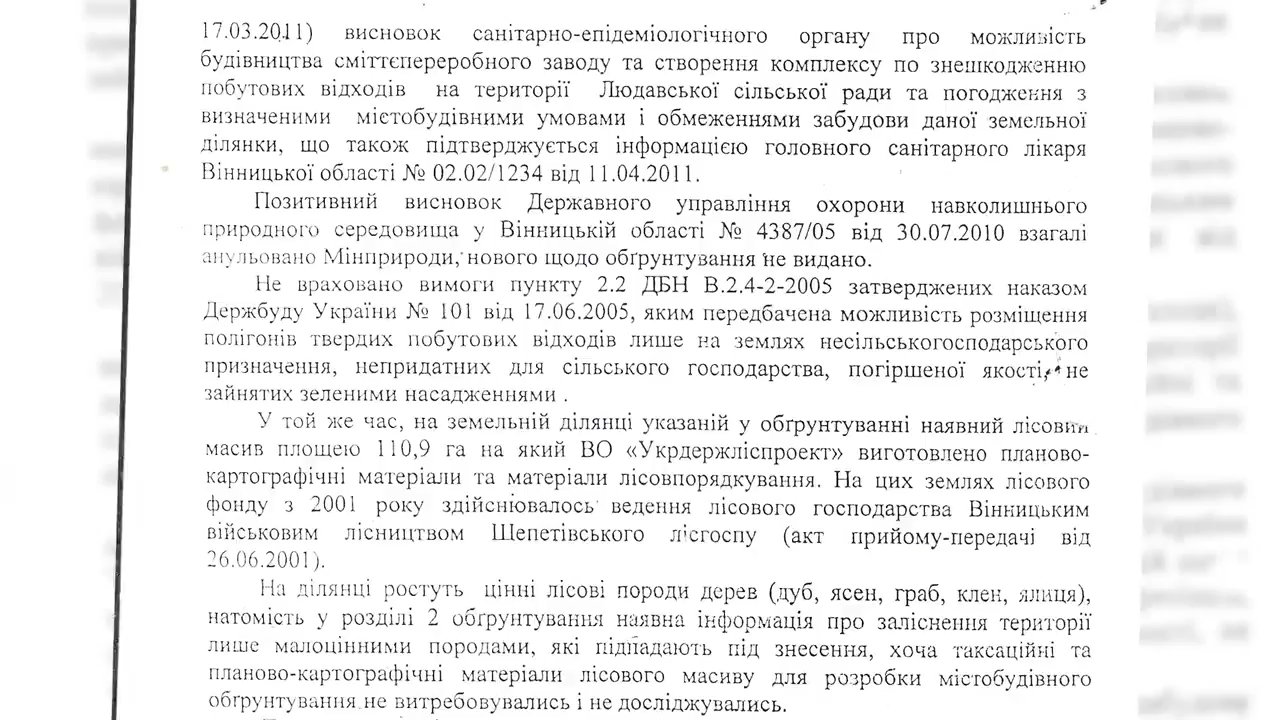 17.03.2011) висновок санітарно-епідеміологічного органу про можливість
будівництва сміттєпереробного заводу та створення комплексу по знешкодженню
побутових відходів на території Людавської сільської ради та погодження з
визначеними містобудівними умовами і обмеженнями забудови даної земельної
ділянки, що також підтверджується інформацією головного санітарного лікаря
Вінницької області № 02.02/1234 від 11.04.2011.
Позитивний висновок Державного управління охорони навколишнього
природного середовища у Вінницькій області № 4387/05 від 30.07.2010 взагалі
анульовано Мінприроди, нового щодо обґрунтування не видано.
Не враховано вимоги пункту 2.2 ДБН В.2.4-2-2005 затверджених наказом
Держбуду України № 101 від 17.06.2005, яким передбачена можливість розміщення
полігонів твердих побутових відходів лише на землях несільськогосподарського
призначення, непридатних для сільського господарства, погіршеної якості, не
зайнятих зеленими насадженнями .
У той же час, на земельній ділянці указаній у обґрунтуванні наявний лісовий
масив площею 110,9 га на який ВО «Укрдержліспроект» виготовлено планово-
картографічні матеріали та матеріали лісовпорядкування. На цих землях лісового
фонду з 2001 року здійснювалось ведення лісового господарства Вінницьким
військовим лісництвом Шепетівського лісгоспу (акт прийому-передачі від
26.06.2001).
На ділянці ростуть цінні лісові породи дерев (дуб, ясен, граб, клен, ялиця),
натомість у розділі 2 обґрунтування наявна інформація про заліснення території
лише малоцінними породами, які підпадають під знесення, хоча таксаційні та
планово-картографічні матеріали лісового масиву для розробки містобудівного
обґрунтування не витребовувались і не досліджувались.